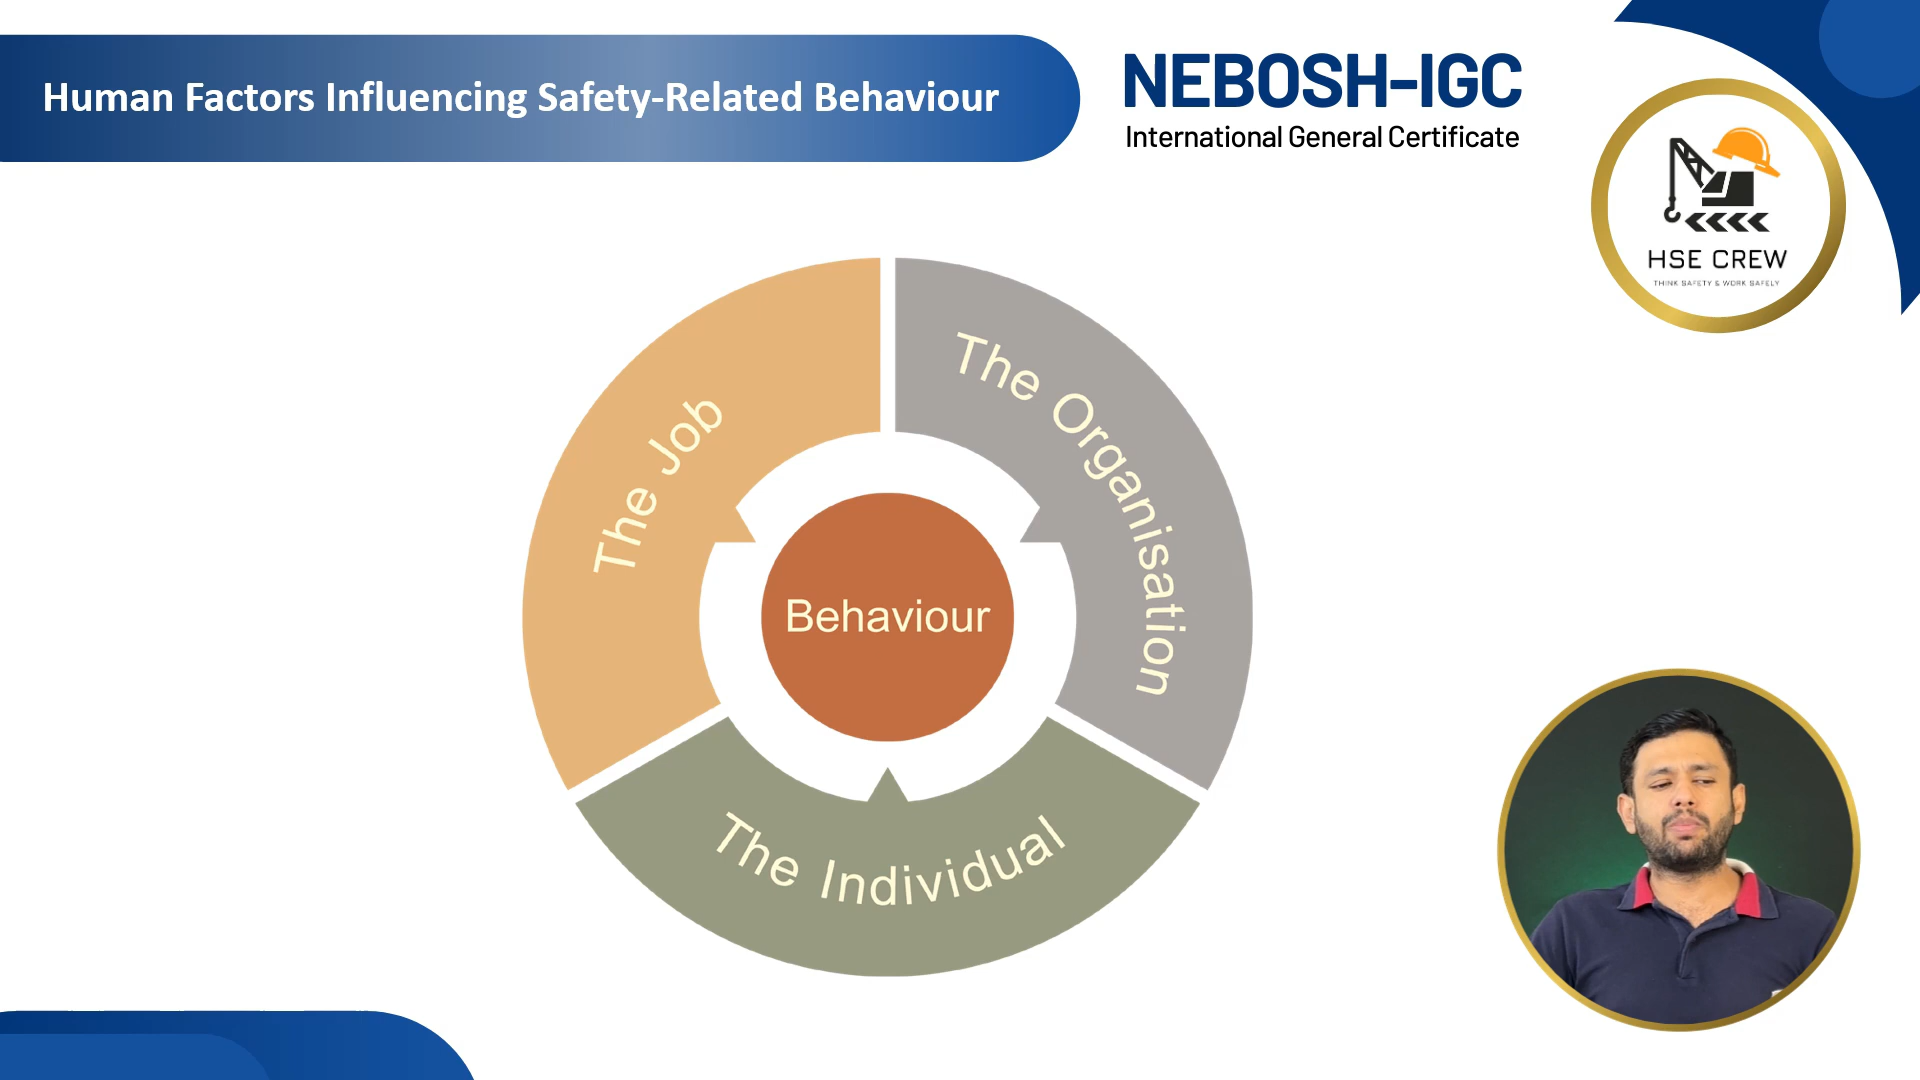 Human Factors Influencing Safety-Related Behaviour
NEBOSH-IGC
International General Certificate
HSE CREW
THINK SAFETY & WORK SAFELY
The Job
The Organisation
Behaviour
The Individual